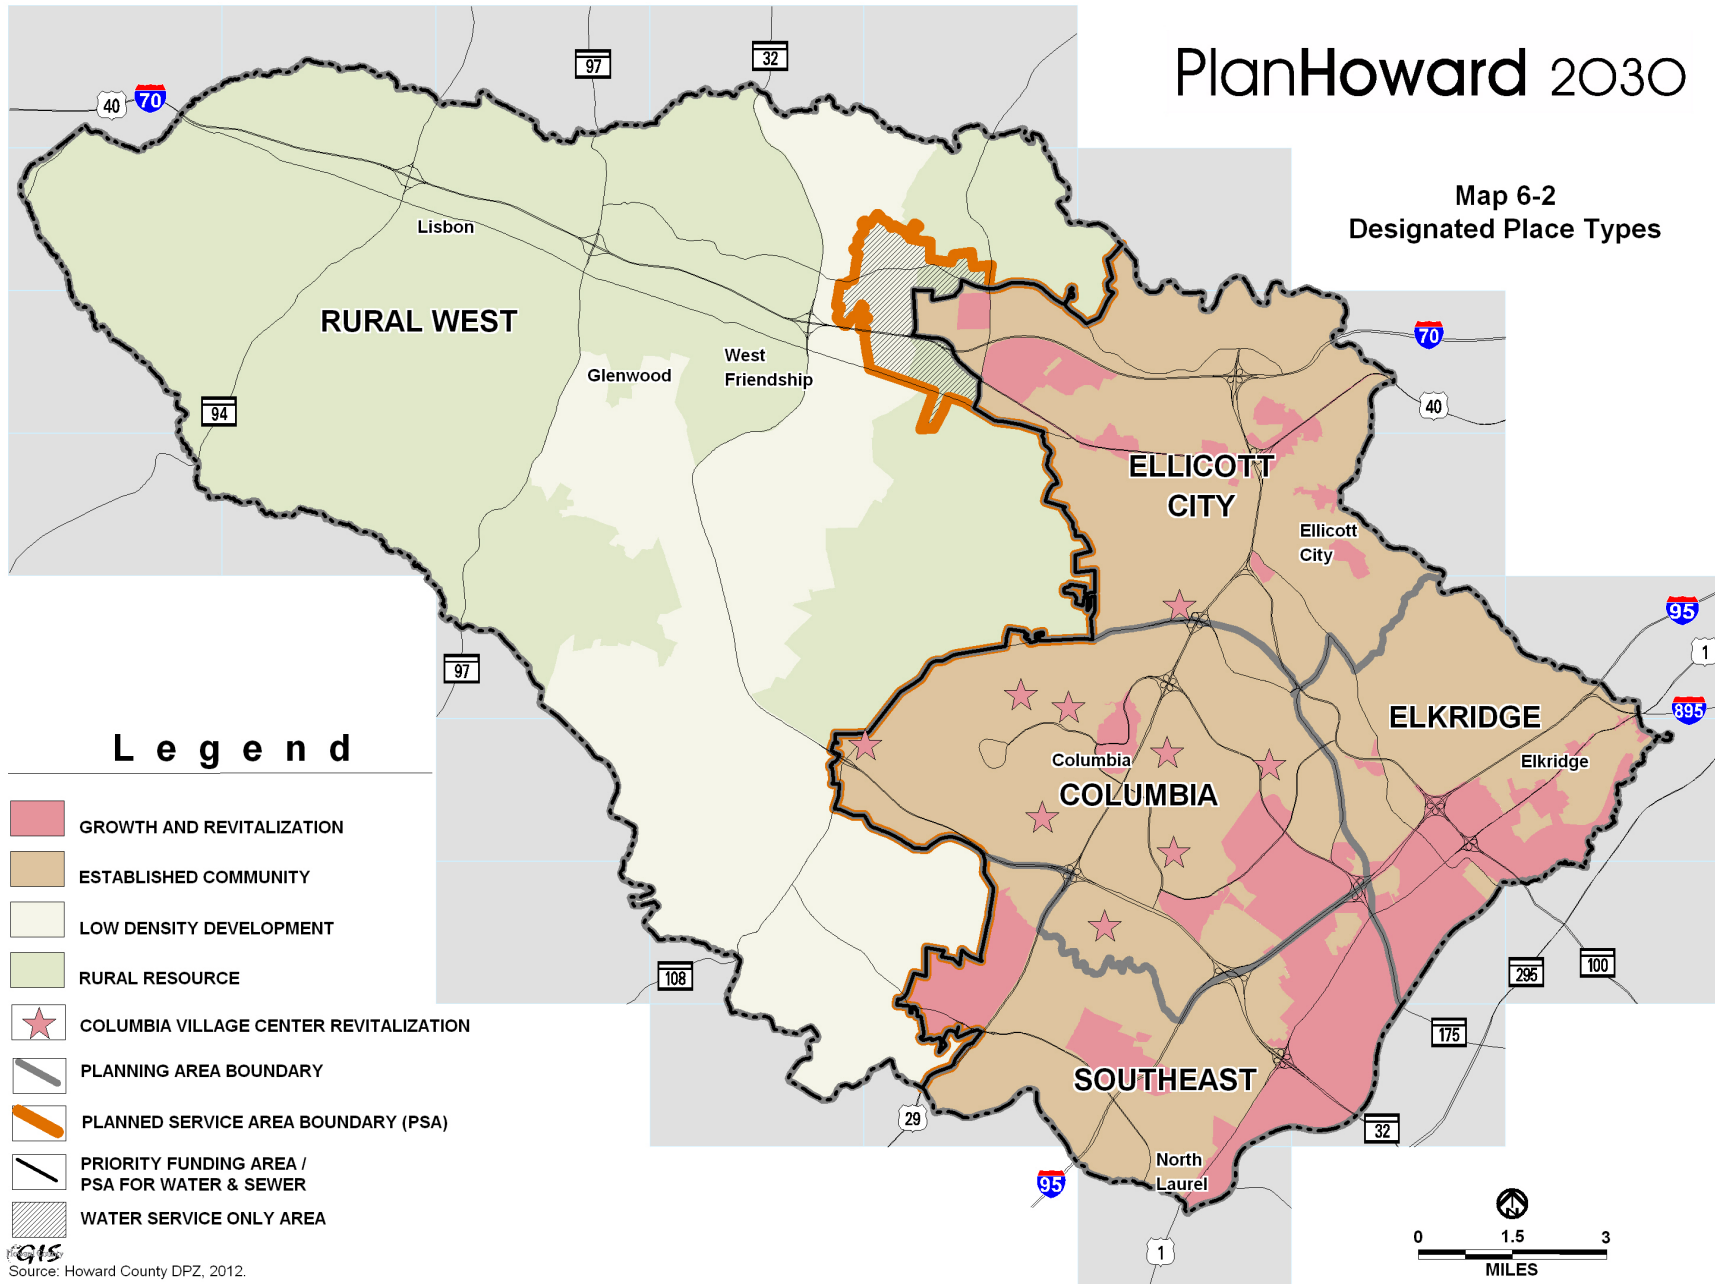 PlanHoward 2030
Map 6-2
Designated Place Types
97
32
40
70
Lisbon
RURAL WEST
West
Friendship
Glenwood
94
70
40
ELLICOTT
CITY
Ellicott
City
95
1
895
97
ELKRIDGE
Elkridge
Columbia
COLUMBIA
108
295
100
175
SOUTHEAST
29
32
North
Laurel
95
1
Legend
GROWTH AND REVITALIZATION
ESTABLISHED COMMUNITY
LOW DENSITY DEVELOPMENT
RURAL RESOURCE
COLUMBIA VILLAGE CENTER REVITALIZATION
PLANNING AREA BOUNDARY
PLANNED SERVICE AREA BOUNDARY (PSA)
PRIORITY FUNDING AREA /
PSA FOR WATER & SEWER
WATER SERVICE ONLY AREA
GIS
Source: Howard County DPZ, 2012.
N
0 1.5 3
MILES